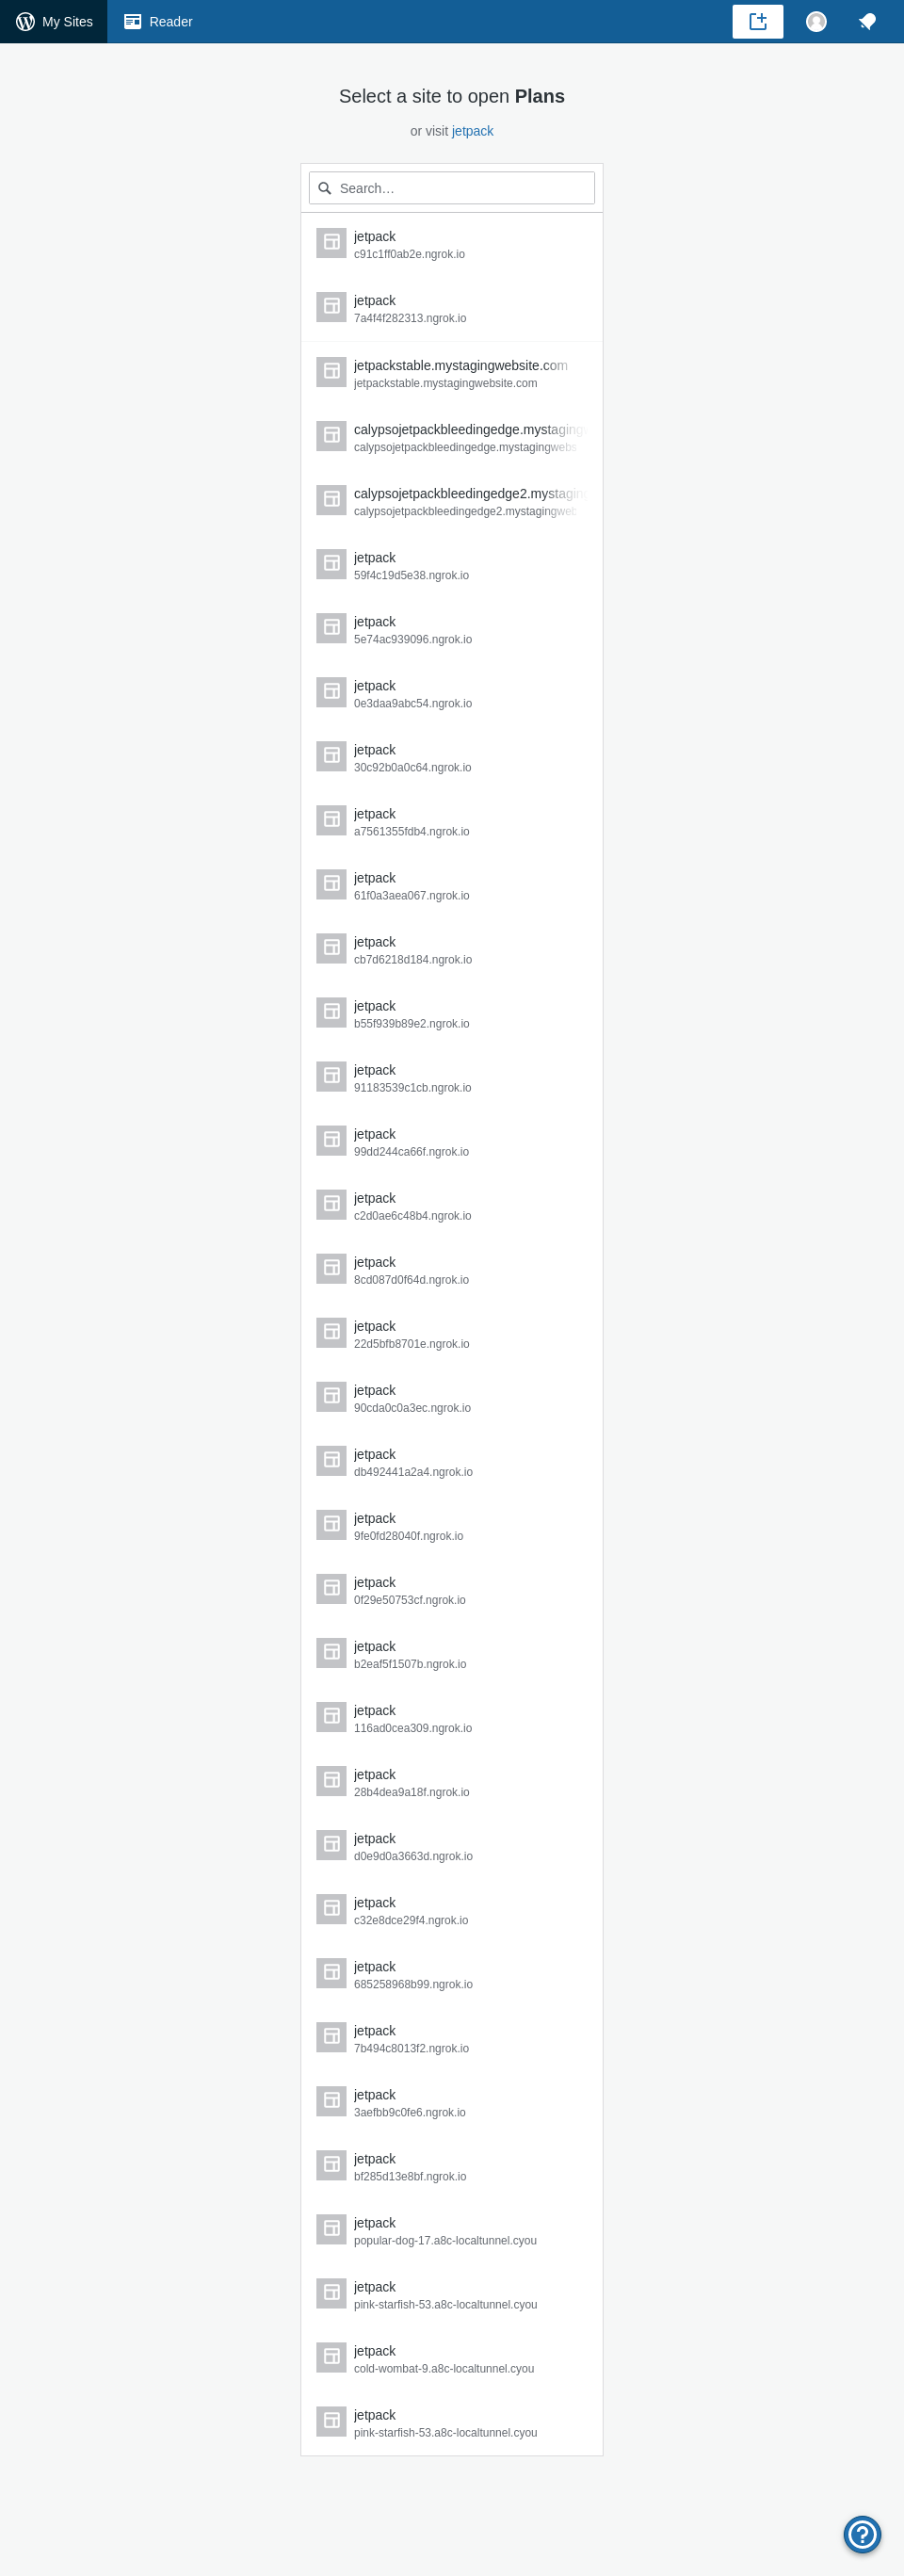 My Sites
Reader
Select a site to open Plans
or visit jetpack
Search…
jetpack
c91c1ff0ab2e.ngrok.io
jetpack
7a4f4f282313.ngrok.io
jetpackstable.mystagingwebsite.com
jetpackstable.mystagingwebsite.com
calypsojetpackbleedingedge.mystaging
calypsojetpackbleedingedge.mystagingwebs
calypsojetpackbleedingedge2.mystaging
calypsojetpackbleedingedge2.mystagingweb
jetpack
59f4c19d5e38.ngrok.io
jetpack
5e74ac939096.ngrok.io
jetpack
0e3daa9abc54.ngrok.io
jetpack
30c92b0a0c64.ngrok.io
jetpack
a7561355fdb4.ngrok.io
jetpack
61f0a3aea067.ngrok.io
jetpack
cb7d6218d184.ngrok.io
jetpack
b55f939b89e2.ngrok.io
jetpack
91183539c1cb.ngrok.io
jetpack
99dd244ca66f.ngrok.io
jetpack
c2d0ae6c48b4.ngrok.io
jetpack
8cd087d0f64d.ngrok.io
jetpack
22d5bfb8701e.ngrok.io
jetpack
90cda0c0a3ec.ngrok.io
jetpack
db492441a2a4.ngrok.io
jetpack
9fe0fd28040f.ngrok.io
jetpack
0f29e50753cf.ngrok.io
jetpack
b2eaf5f1507b.ngrok.io
jetpack
116ad0cea309.ngrok.io
jetpack
28b4dea9a18f.ngrok.io
jetpack
d0e9d0a3663d.ngrok.io
jetpack
c32e8dce29f4.ngrok.io
jetpack
685258968b99.ngrok.io
jetpack
7b494c8013f2.ngrok.io
jetpack
3aefbb9c0fe6.ngrok.io
jetpack
bf285d13e8bf.ngrok.io
jetpack
popular-dog-17.a8c-localtunnel.cyou
jetpack
pink-starfish-53.a8c-localtunnel.cyou
jetpack
cold-wombat-9.a8c-localtunnel.cyou
jetpack
pink-starfish-53.a8c-localtunnel.cyou